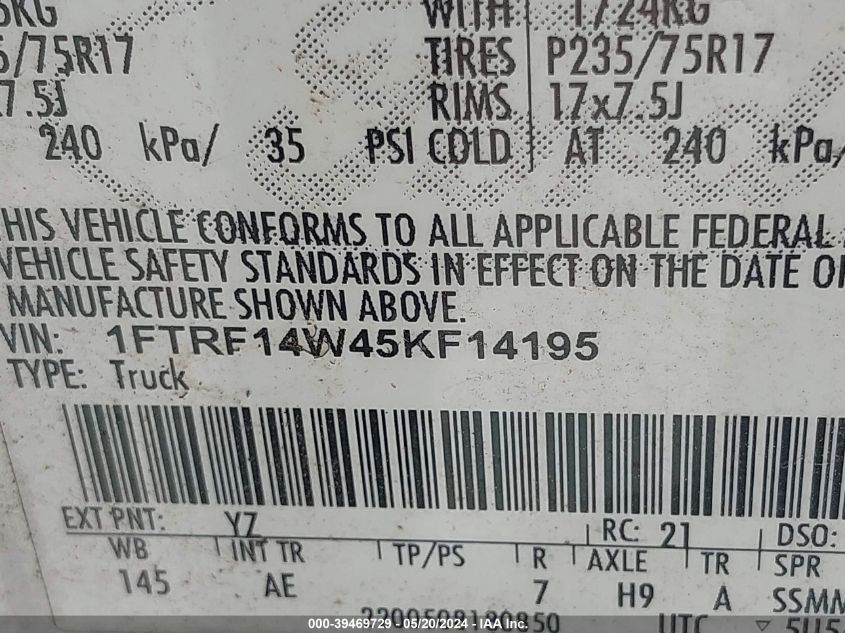 5KG WITH 1724KG
5/75R17 TIRES P235/75R17
7.5J RIMS 17x7.5J
240 kPa/ 35 PSI COLD AT 240 kPa/
HIS VEHICLE CONFORMS TO ALL APPLICABLE FEDERAL
VEHICLE SAFETY STANDARDS IN EFFECT ON THE DATE OF
MANUFACTURE SHOWN ABOVE.
VIN: 1FTRF14W45KF14195
TYPE: Truck
EXT PNT: YZ RC: 21 DSO:
WB INT TR TP/PS R AXLE TR SPR
145 AE 7 H9 A SSMM
UTC
000-39469729 - 05/20/2024 - IAA, Inc.